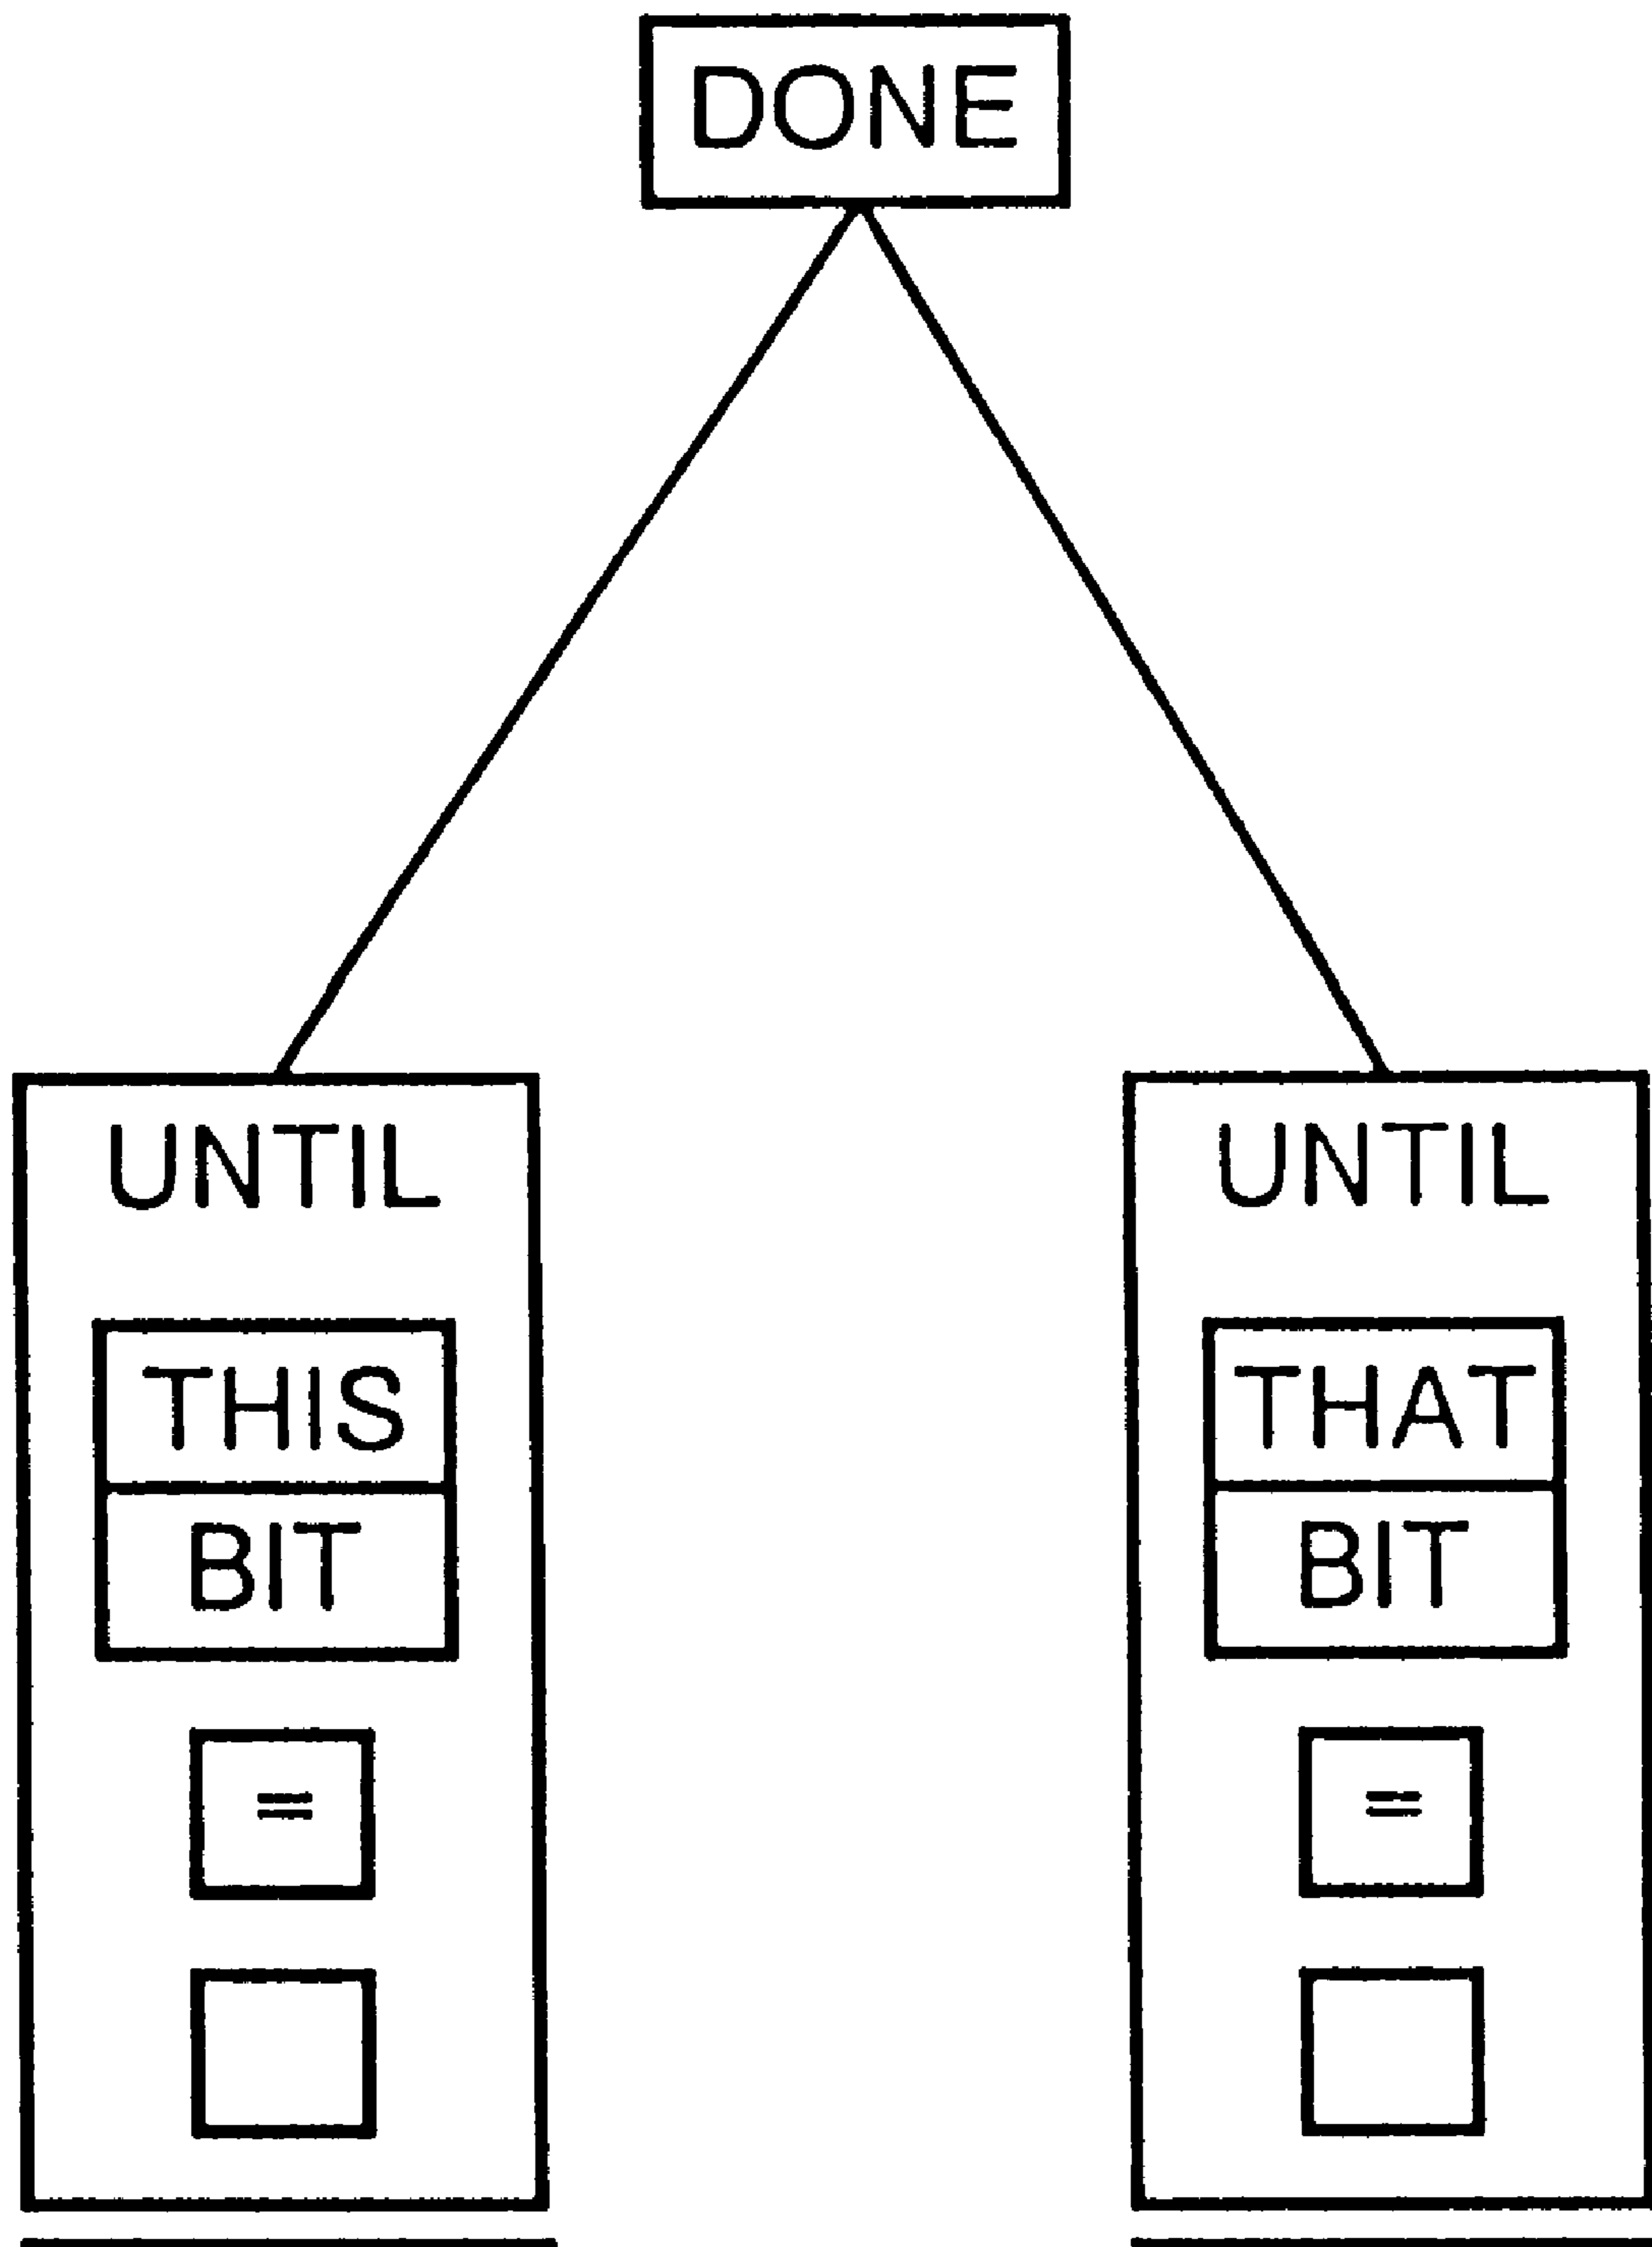 DONE
UNTIL
THIS
BIT
=
UNTIL
THAT
BIT
=